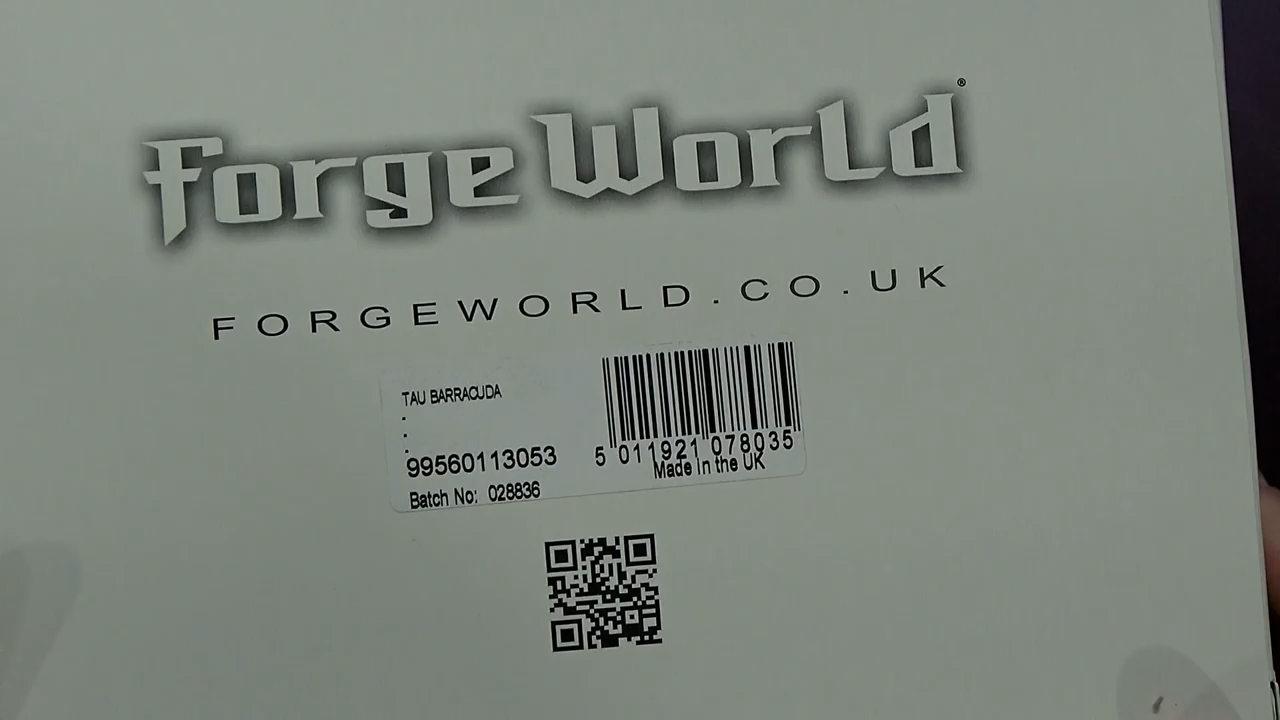 forge World®
FORGEWORLD.CO.UK
TAU BARRACUDA
.
.
.
99560113053
Batch No: 028836
5 011921 078035
Made in the UK